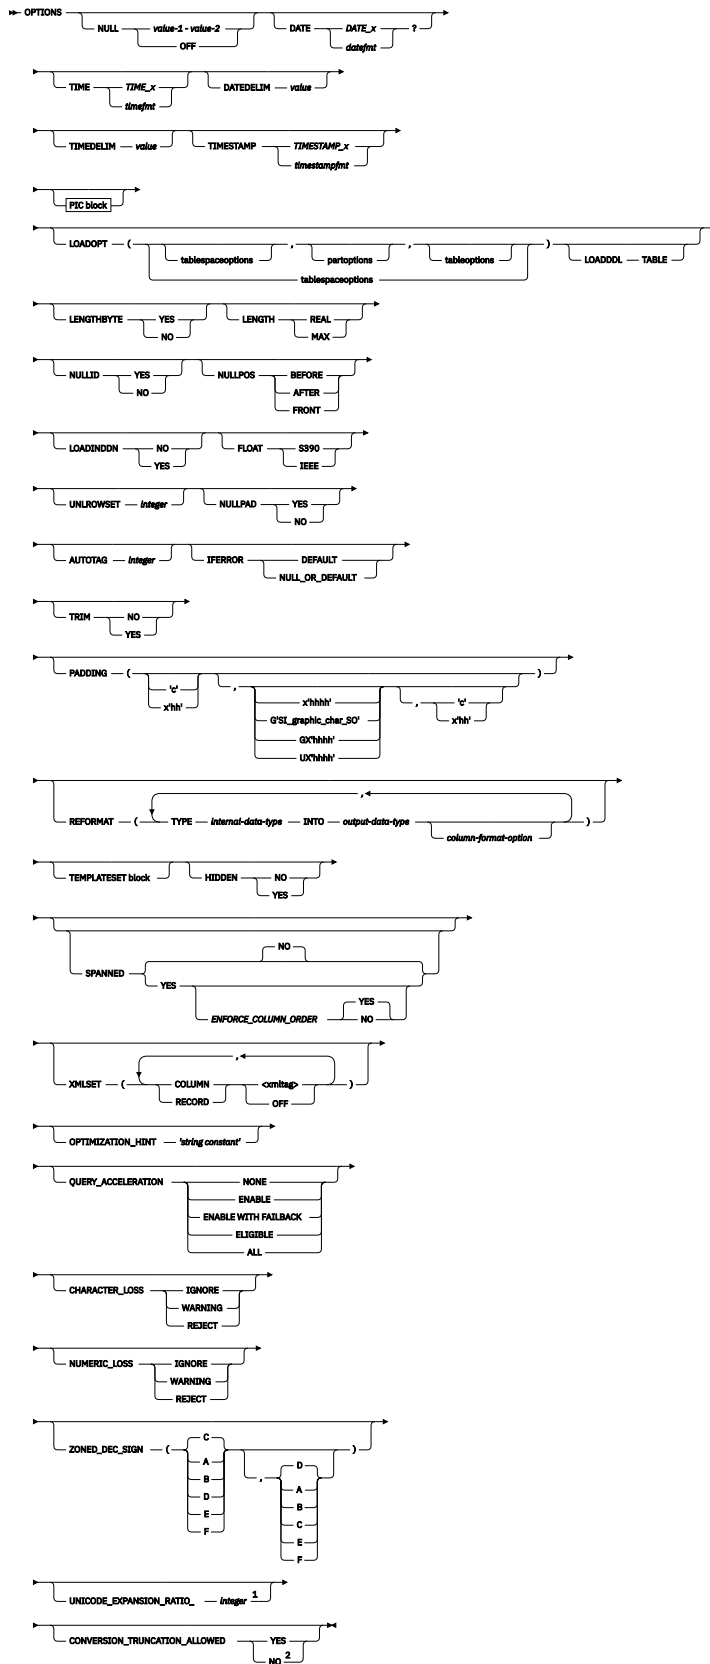 OPTIONS NULL value-1 - value-2 DATE DATE_x ?
OFF datefmt
TIME TIME_x DATEDELIM value
timefmt
TIMEDELIM value TIMESTAMP TIMESTAMP_x
timestampfmt
PIC block
LOADOPT ( tablespaceoptions , partoptions , tableoptions ) LOADDDL TABLE
tablespaceoptions
LENGTHBYTE YES LENGTH REAL
NO MAX
NULLID YES NULLPOS BEFORE
NO AFTER
FRONT
LOADINDDN NO FLOAT S390
YES IEEE
UNLROWSET integer NULLPAD YES
NO
AUTOTAG integer IFERROR DEFAULT
NULL_OR_DEFAULT
TRIM NO
YES
PADDING ( 'c' , x'hhhh' , 'c' )
x'hh' G'SI_graphic_char_SO' x'hh'
GX'hhhh'
UX'hhhh'
,
REFORMAT ( TYPE internal-data-type INTO output-data-type )
column-format-option
TEMPLATESET block HIDDEN NO
YES
NO
SPANNED
YES
YES
ENFORCE_COLUMN_ORDER NO
,
XMLSET ( COLUMN <xmltag> )
RECORD OFF
OPTIMIZATION_HINT 'string constant'
QUERY_ACCELERATION NONE
ENABLE
ENABLE WITH FAILBACK
ELIGIBLE
ALL
CHARACTER_LOSS IGNORE
WARNING
REJECT
NUMERIC_LOSS IGNORE
WARNING
REJECT
C
ZONED_DEC_SIGN ( )
A D
B , A
D B
E C
F E
F
UNICODE_EXPANSION_RATIO_ integer 1
CONVERSION_TRUNCATION_ALLOWED YES
NO 2